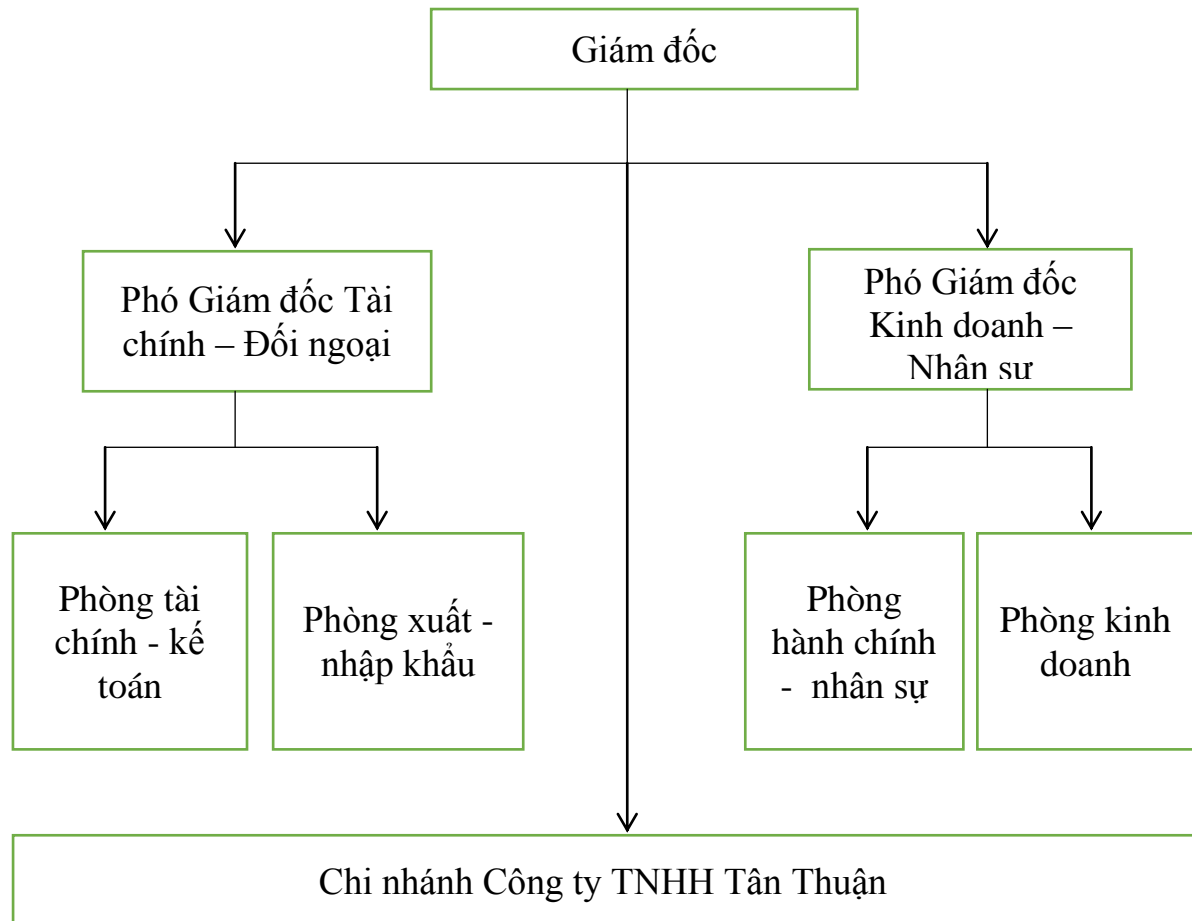 Giám đốc
Phó Giám đốc Tài
chính – Đối ngoại
Phó Giám đốc
Kinh doanh –
Nhân sự
Phòng tài
chính - kế
toán
Phòng xuất -
nhập khẩu
Phòng
hành chính
- nhân sự
Phòng kinh
doanh
Chi nhánh Công ty TNHH Tân Thuận